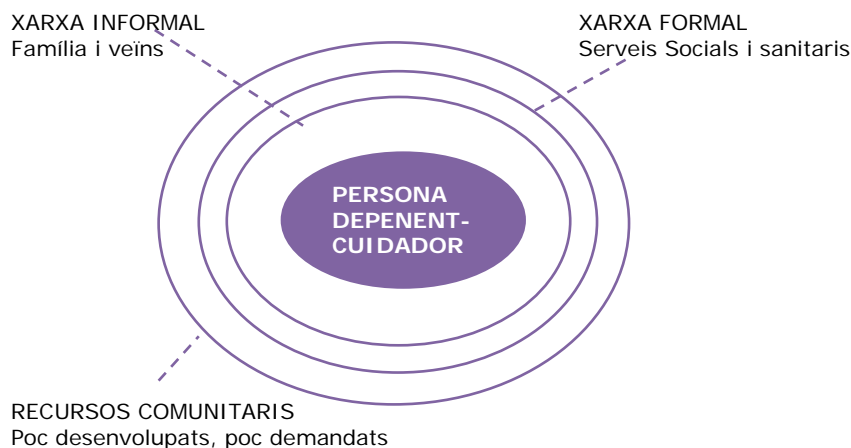 XARXA INFORMAL
Família i veïns
XARXA FORMAL
Serveis Socials i sanitaris
PERSONA
DEPENENT-
CUIDADOR
RECURSOS COMUNITARIS
Poc desenvolupats, poc demandats